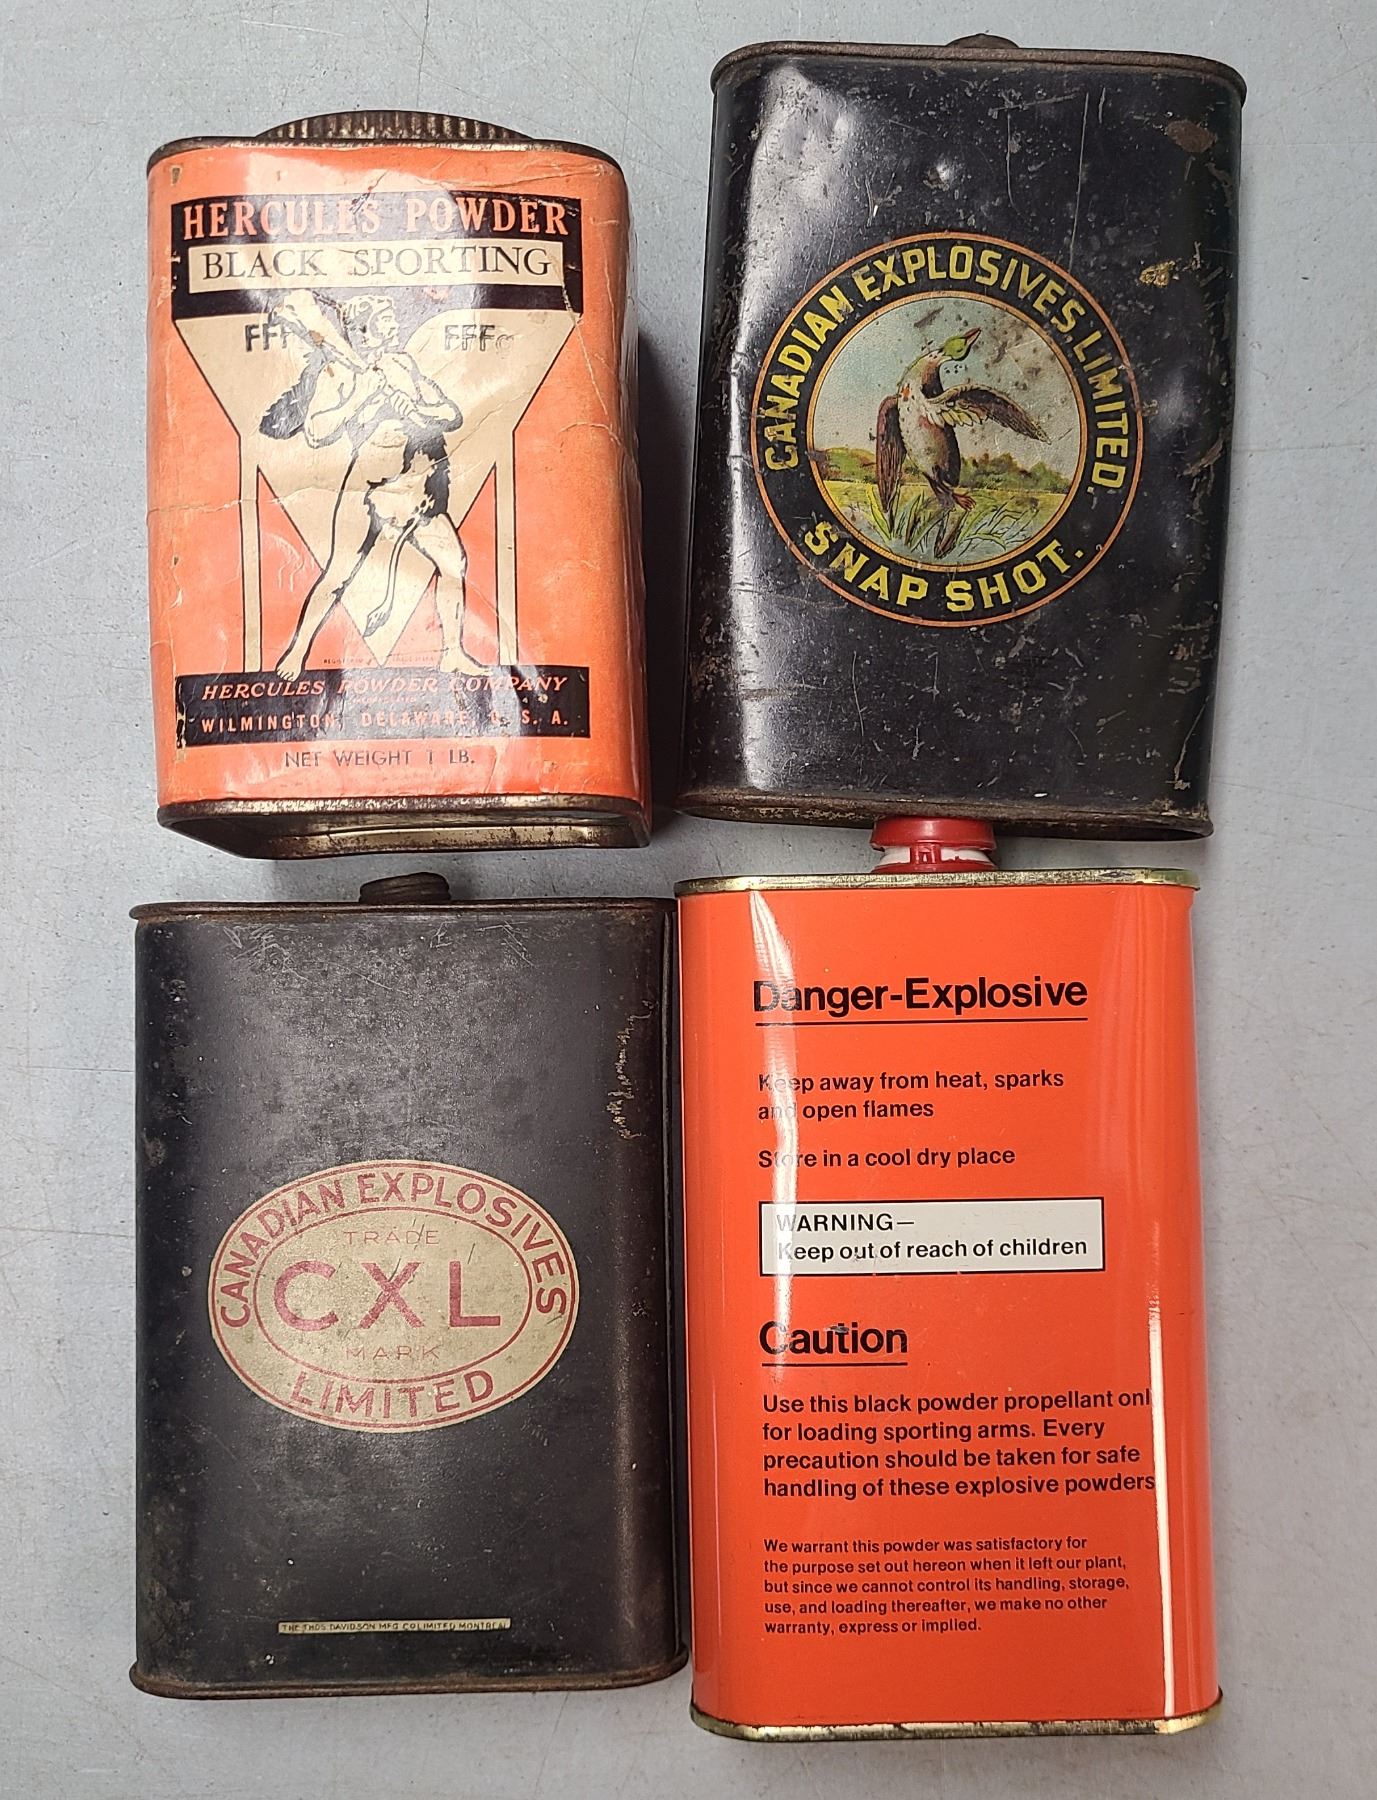 HERCULES POWDER
BLACK SPORTING
FFFG
HERCULES POWDER COMPANY
WILMINGTON, DELAWARE, U. S. A.
NET WEIGHT 1 LB.
CANADIAN EXPLOSIVES, LIMITED.
SNAP SHOT.
CANADIAN EXPLOSIVES
TRADE
CXL
MARK
LIMITED
THE THOS. DAVIDSON MFG CO LIMITED MONTREAL
Danger-Explosive
Keep away from heat, sparks
and open flames
Store in a cool dry place
WARNING—
Keep out of reach of children
Caution
Use this black powder propellant onl
for loading sporting arms. Every
precaution should be taken for safe
handling of these explosive powders
We warrant this powder was satisfactory for
the purpose set out hereon when it left our plant,
but since we cannot control its handling, storage,
use, and loading thereafter, we make no other
warranty, express or implied.